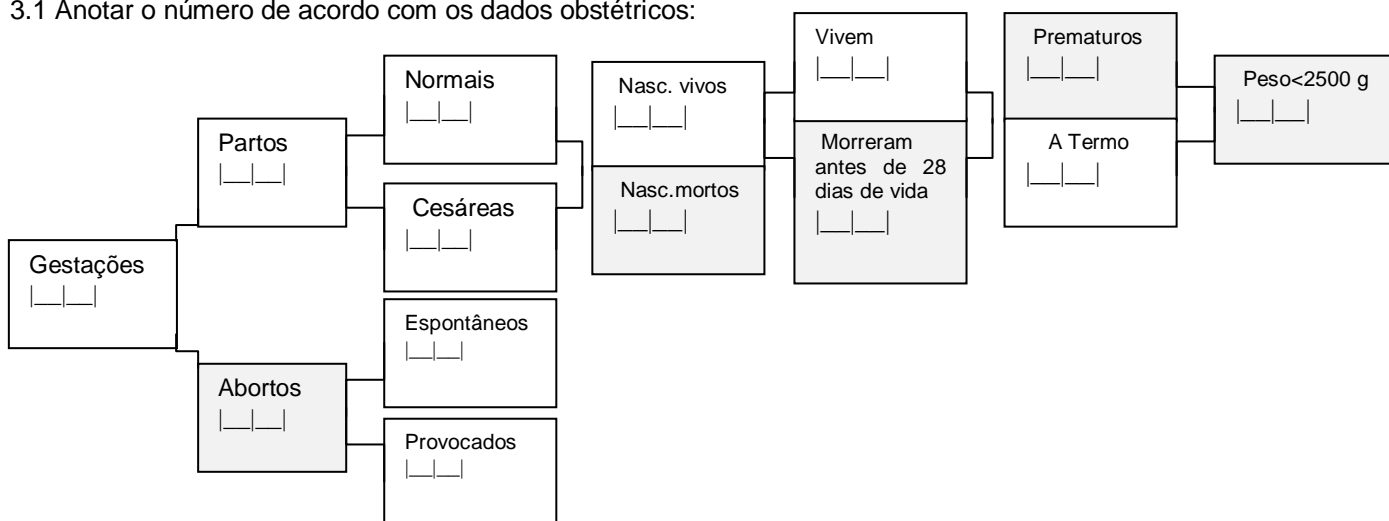 3.1 Anotar o número de acordo com os dados obstétricos:
Gestações
|__|__|
Partos
|__|__|
Abortos
|__|__|
Normais
|__|__|
Cesáreas
|__|__|
Espontâneos
|__|__|
Provocados
|__|__|
Nasc. vivos
|__|__|
Nasc.mortos
|__|__|
Vivem
|__|__|
Morreram
antes de 28
dias de vida
|__|__|
Prematuros
|__|__|
A Termo
|__|__|
Peso<2500 g
|__|__|